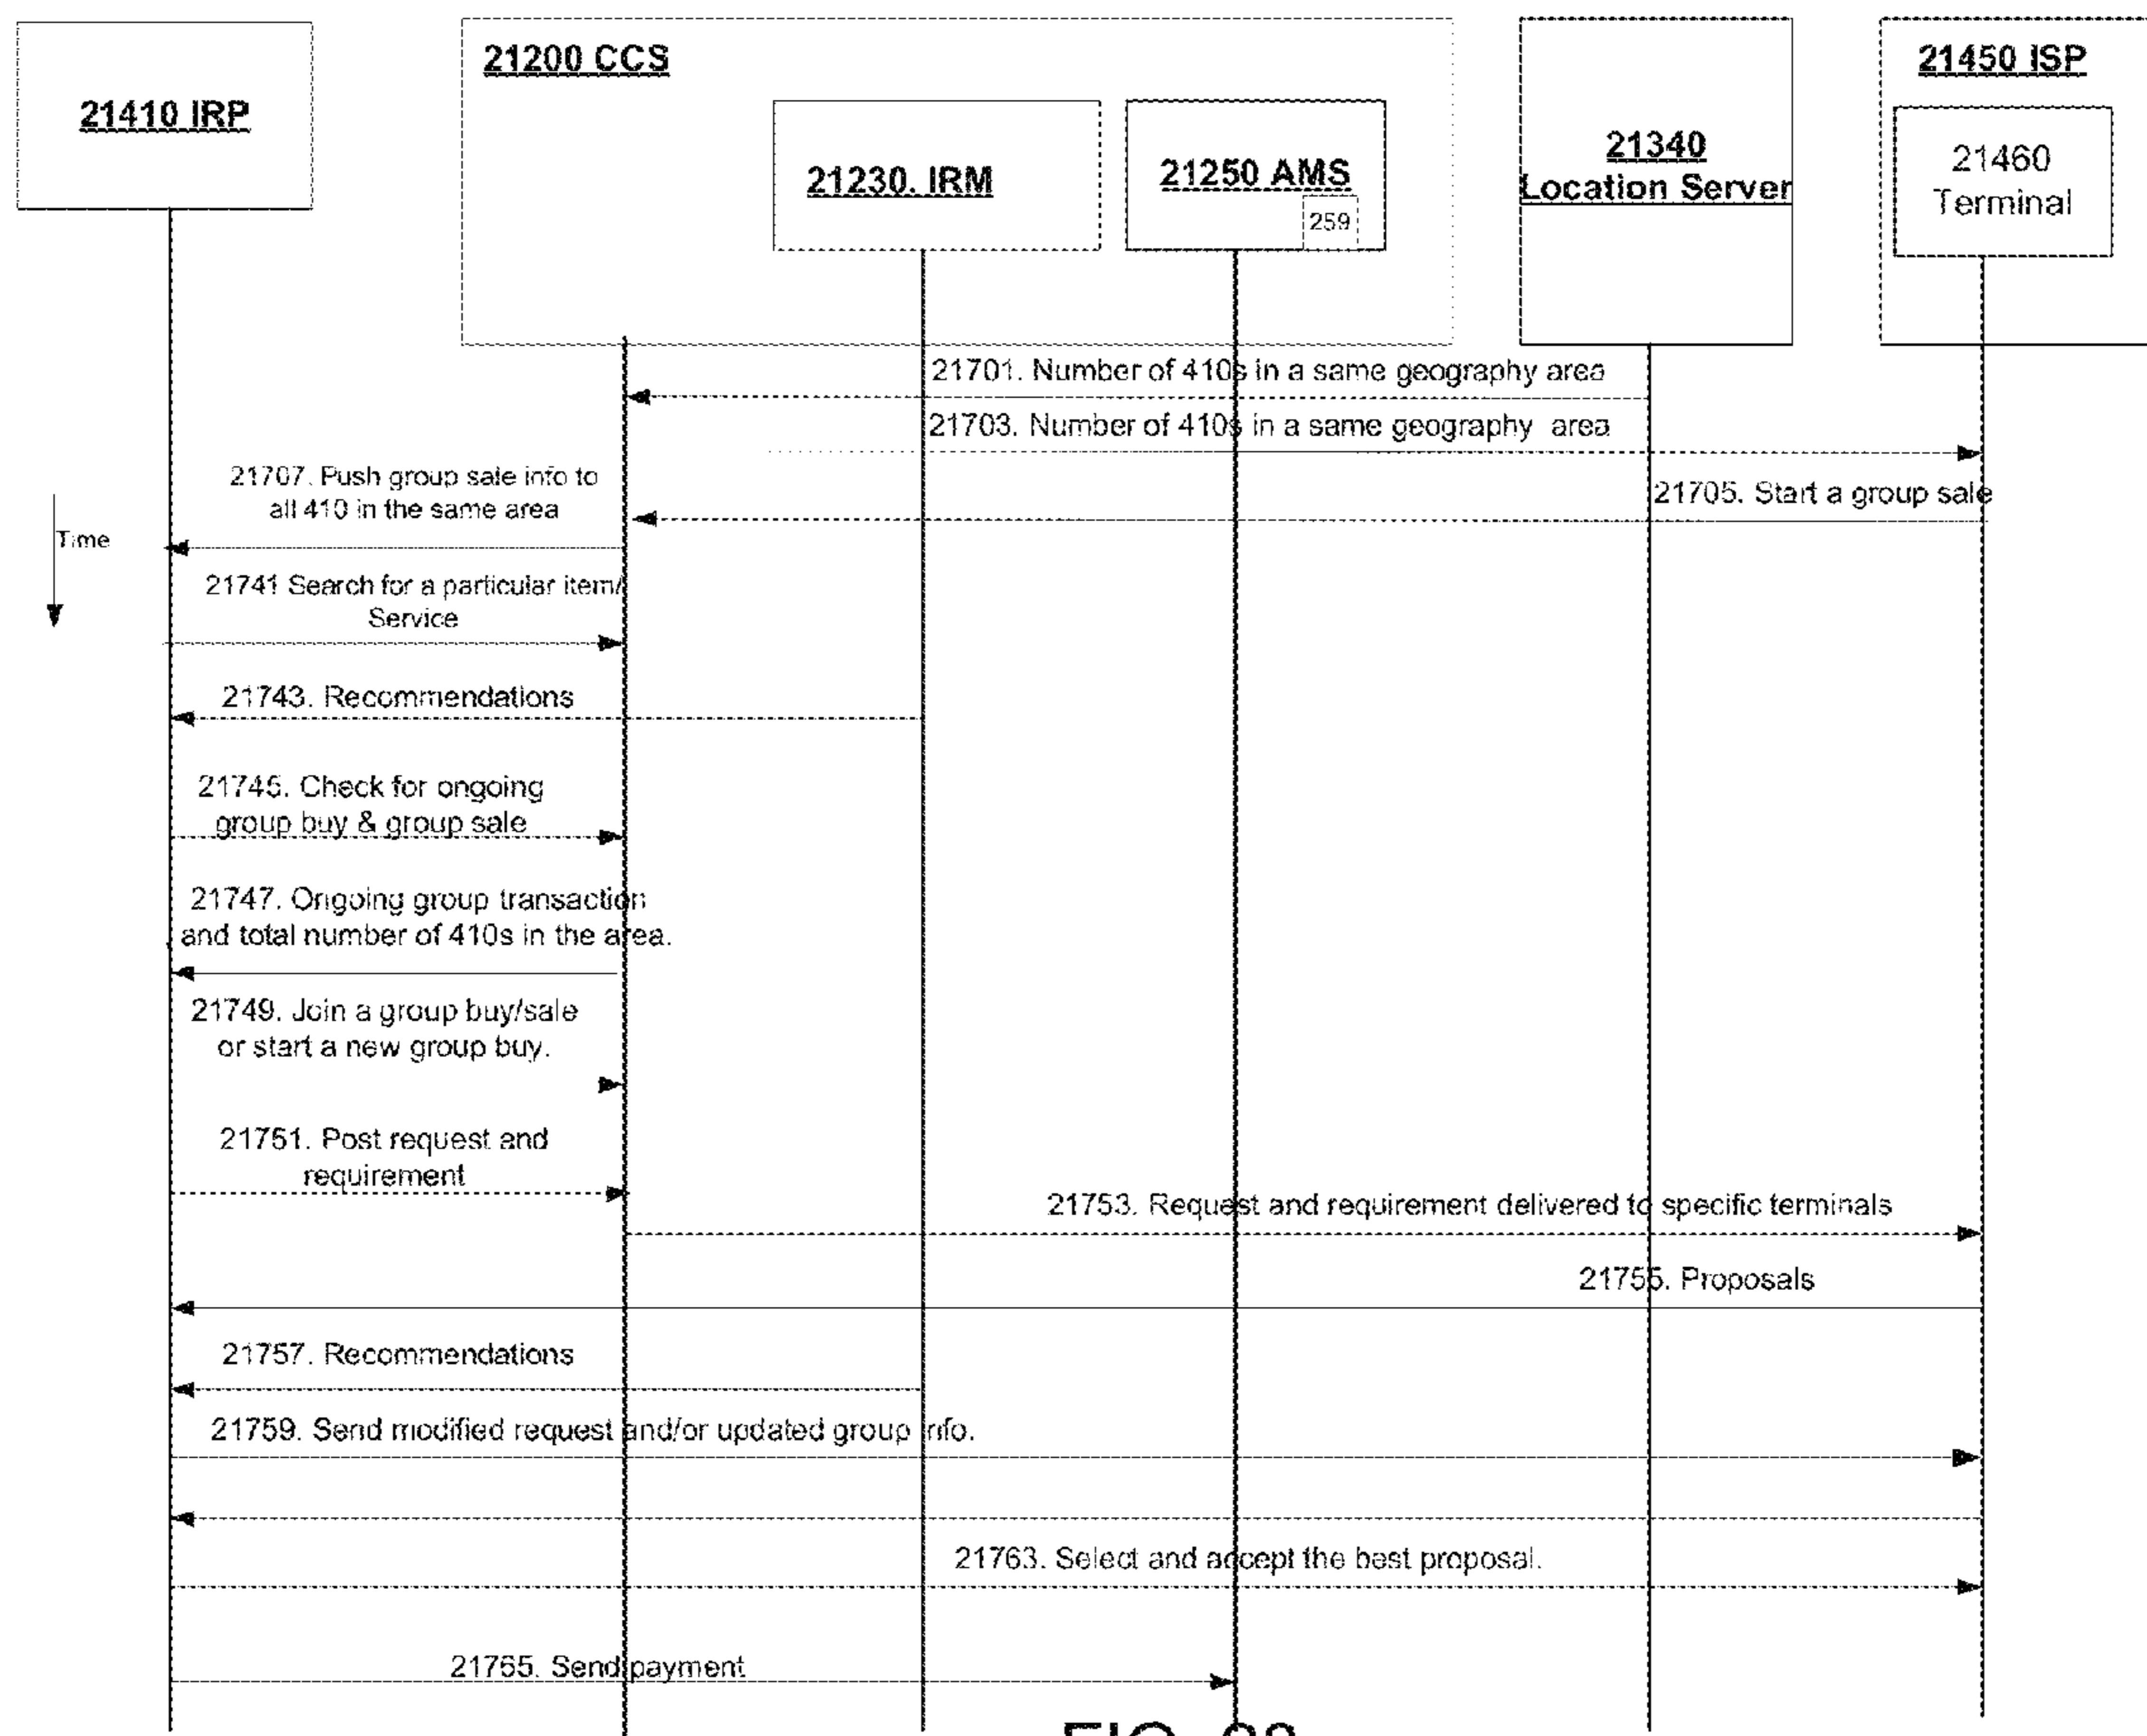 21410 IRP
21200 CCS
21230. IRM
21250 AMS
259
21340
Location Server
21450 ISP
21460
Terminal
21701. Number of 410s in a same geography area
21703. Number of 410s in a same geography area
21705. Start a group sale
21707. Push group sale info to
all 410 in the same area
Time
21741 Search for a particular item/
Service
21743. Recommendations
21745. Check for ongoing
group buy & group sale
21747. Ongoing group transaction
and total number of 410s in the area.
21749. Join a group buy/sale
or start a new group buy.
21751. Post request and
requirement
21753. Request and requirement delivered to specific terminals
21755. Proposals
21757. Recommendations
21759. Send modified request and/or updated group info.
21763. Select and accept the best proposal.
21765. Send payment